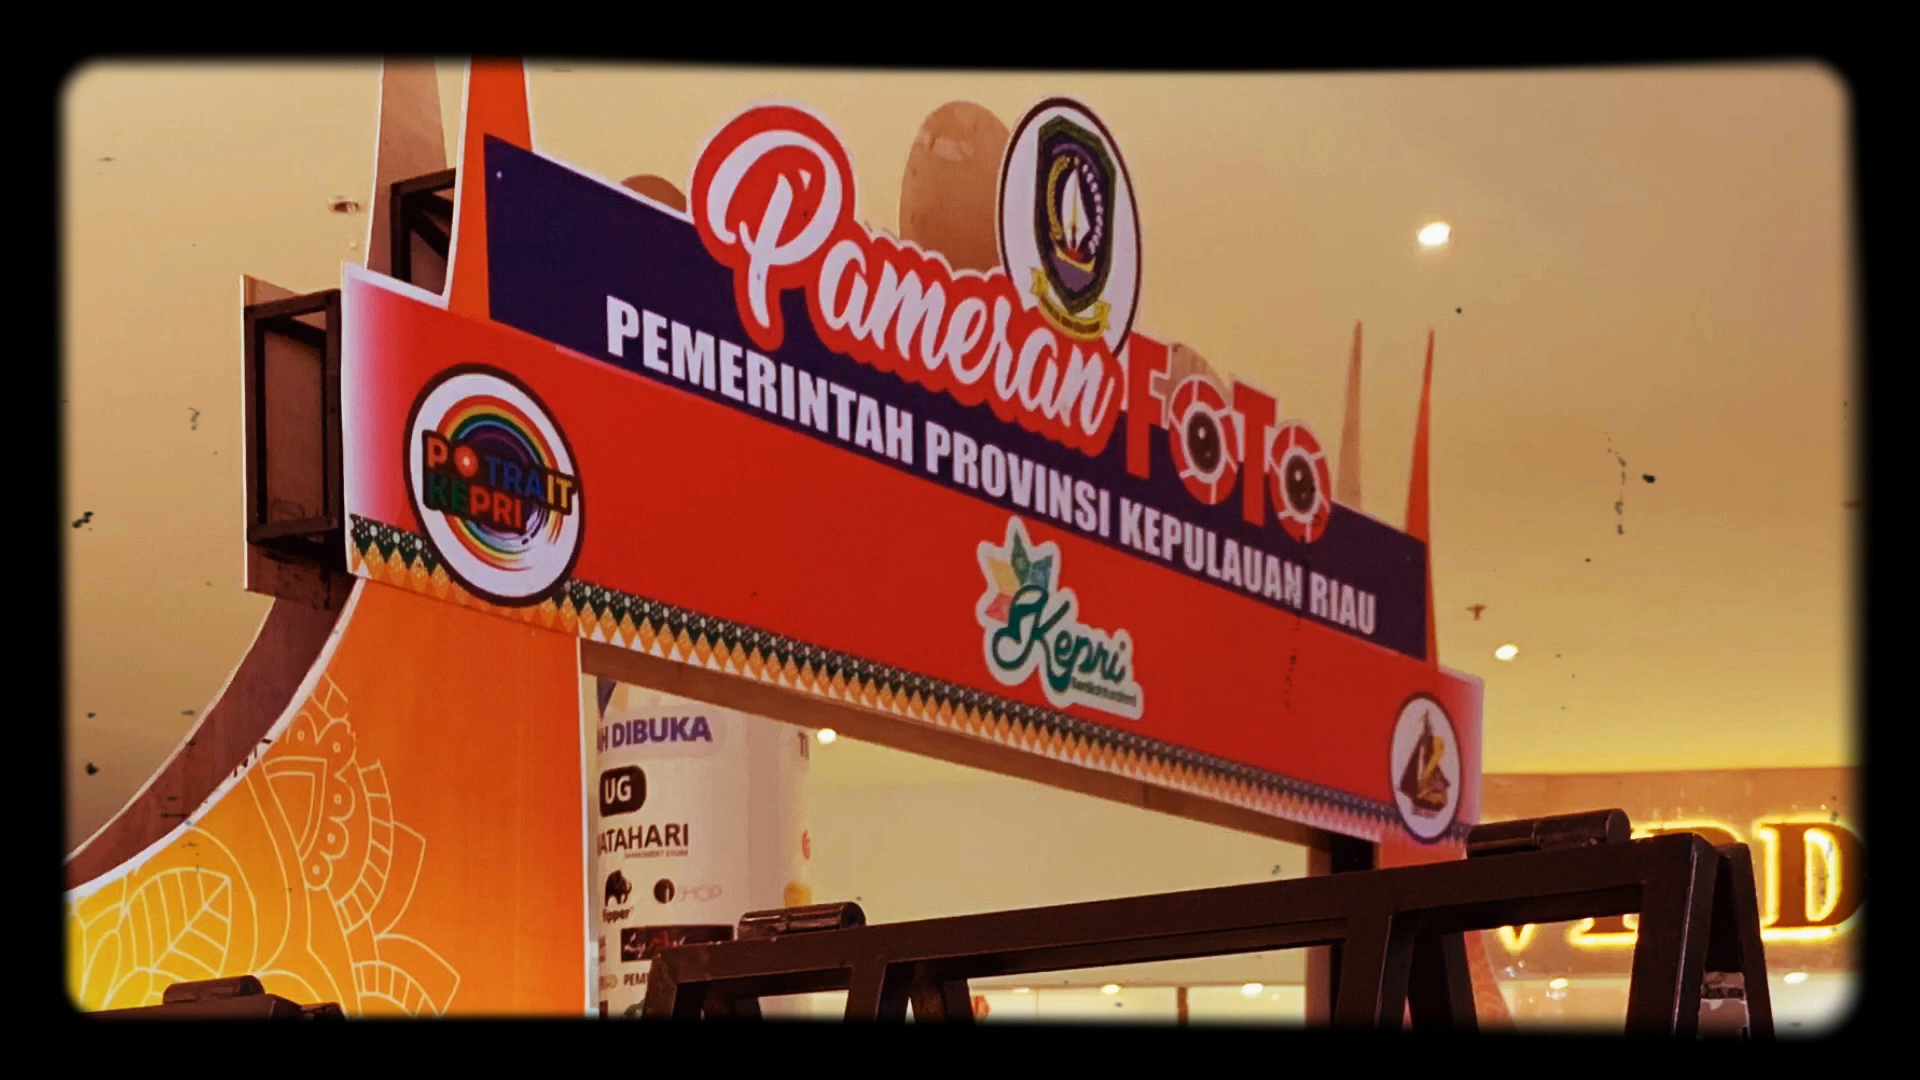 Pameran FOTO
PEMERINTAH PROVINSI KEPULAUAN RIAU
POTRAIT
KEPRI
Kepri
DIBUKA
UG
MATAHARI